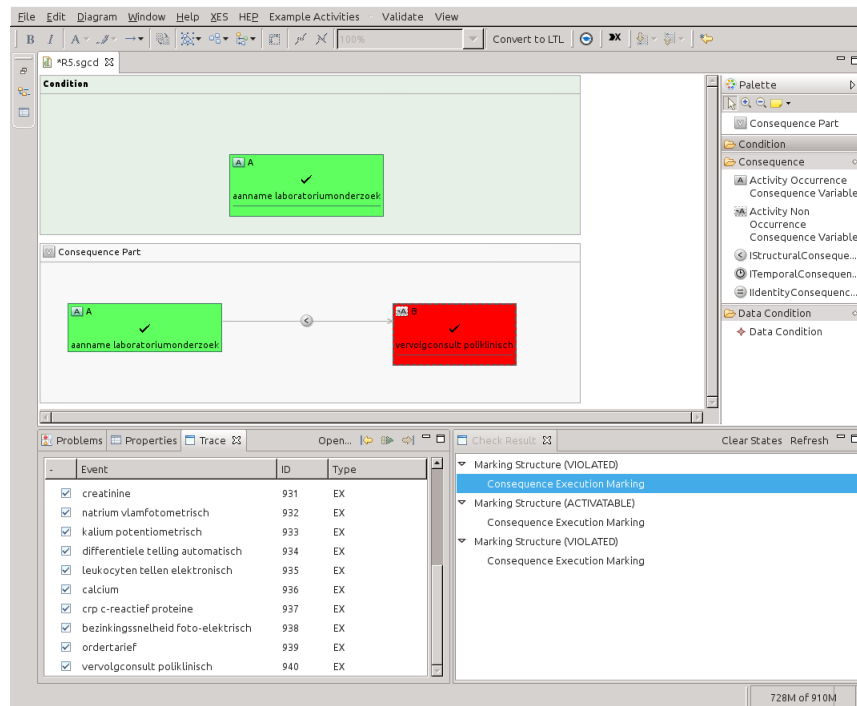 File Edit Diagram Window Help XES HEP Example Activities Validate View
B I A 100% Convert to LTL
*R5.sgcd
Condition
A A
aanname laboratoriumonderzoek
Consequence Part
A A
aanname laboratoriumonderzoek
<
¬A B
vervolgconsult poliklinisch
Palette
Consequence Part
Condition
Consequence
A Activity Occurrence
Consequence Variable
¬A Activity Non
Occurrence
Consequence Variable
IStructuralConseque...
ITemporalConsequen...
IIdentityConsequenc...
Data Condition
Data Condition
Problems Properties Trace Open...
- Event ID Type
creatinine 931 EX
natrium vlamfotometrisch 932 EX
kalium potentiometrisch 933 EX
differentiele telling automatisch 934 EX
leukocyten tellen elektronisch 935 EX
calcium 936 EX
crp c-reactief proteine 937 EX
bezinkingssnelheid foto-elektrisch 938 EX
ordertarief 939 EX
vervolgconsult poliklinisch 940 EX
Check Result Clear States Refresh
Marking Structure (VIOLATED)
Consequence Execution Marking
Marking Structure (ACTIVATABLE)
Consequence Execution Marking
Marking Structure (VIOLATED)
Consequence Execution Marking
728M of 910M